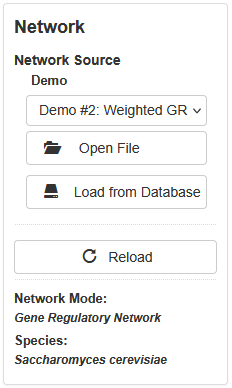 Network
Network Source
Demo
Demo #2: Weighted GR
Open File
Load from Database
Reload
Network Mode:
Gene Regulatory Network
Species:
Saccharomyces cerevisiae